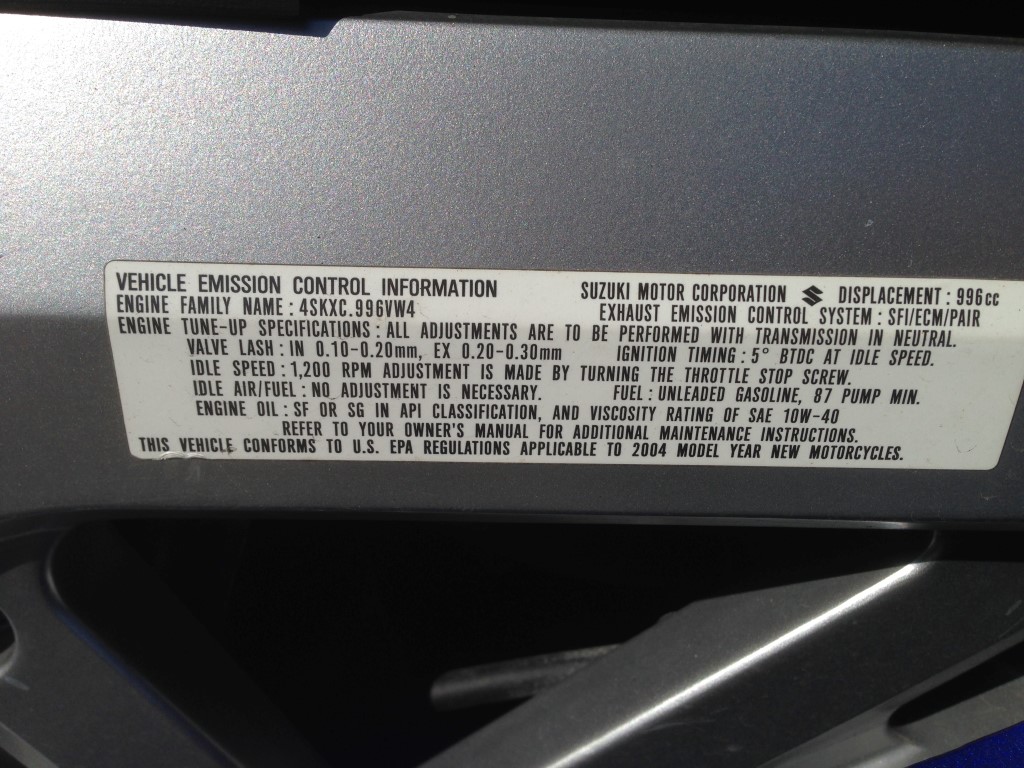 VEHICLE EMISSION CONTROL INFORMATION SUZUKI MOTOR CORPORATION DISPLACEMENT : 996cc
ENGINE FAMILY NAME : 4SKXC.996VW4 EXHAUST EMISSION CONTROL SYSTEM : SFI/ECM/PAIR
ENGINE TUNE-UP SPECIFICATIONS : ALL ADJUSTMENTS ARE TO BE PERFORMED WITH TRANSMISSION IN NEUTRAL.
VALVE LASH : IN 0.10-0.20mm, EX 0.20-0.30mm IGNITION TIMING : 5° BTDC AT IDLE SPEED.
IDLE SPEED : 1,200 RPM ADJUSTMENT IS MADE BY TURNING THE THROTTLE STOP SCREW.
IDLE AIR/FUEL : NO ADJUSTMENT IS NECESSARY. FUEL : UNLEADED GASOLINE, 87 PUMP MIN.
ENGINE OIL : SF OR SG IN API CLASSIFICATION, AND VISCOSITY RATING OF SAE 10W-40
REFER TO YOUR OWNER'S MANUAL FOR ADDITIONAL MAINTENANCE INSTRUCTIONS.
THIS VEHICLE CONFORMS TO U.S. EPA REGULATIONS APPLICABLE TO 2004 MODEL YEAR NEW MOTORCYCLES.